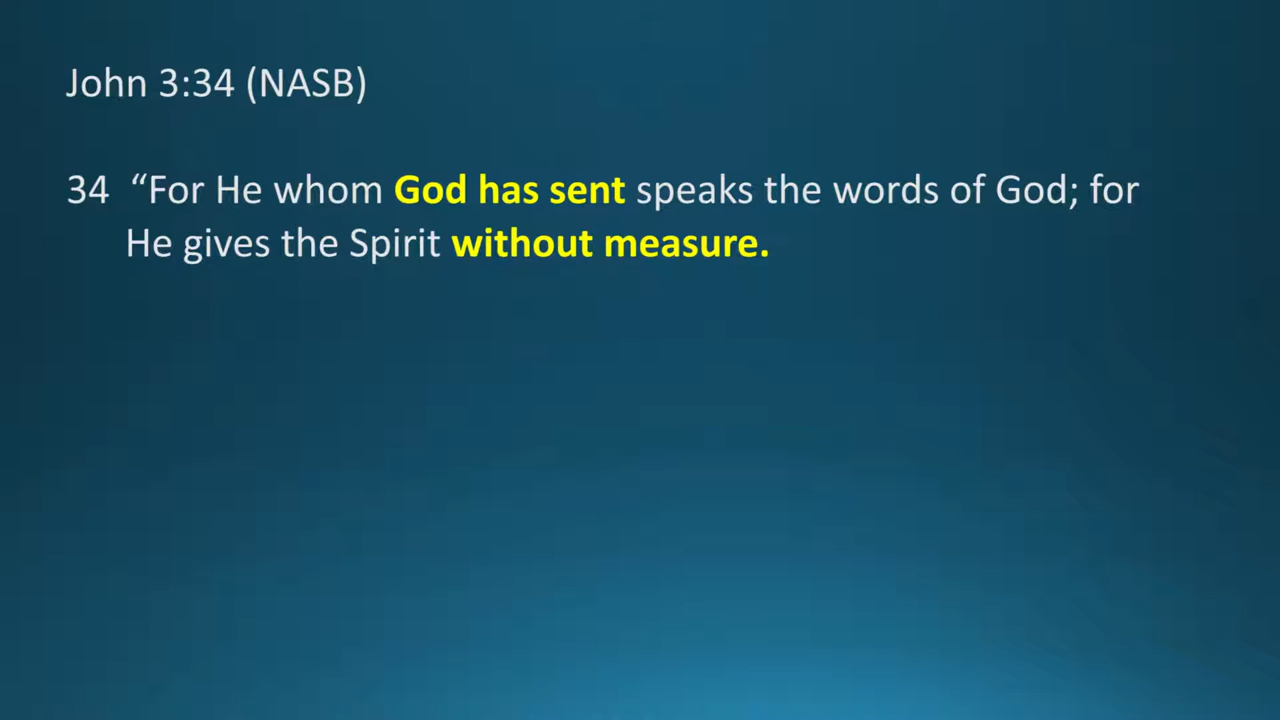 John 3:34 (NASB)
34 “For He whom God has sent speaks the words of God; for
He gives the Spirit without measure.